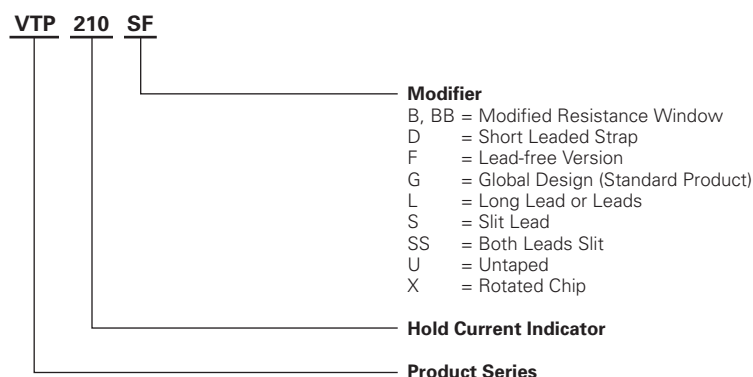 VTP 210 SF
Modifier
B, BB = Modified Resistance Window
D = Short Leaded Strap
F = Lead-free Version
G = Global Design (Standard Product)
L = Long Lead or Leads
S = Slit Lead
SS = Both Leads Slit
U = Untaped
X = Rotated Chip
Hold Current Indicator
Product Series